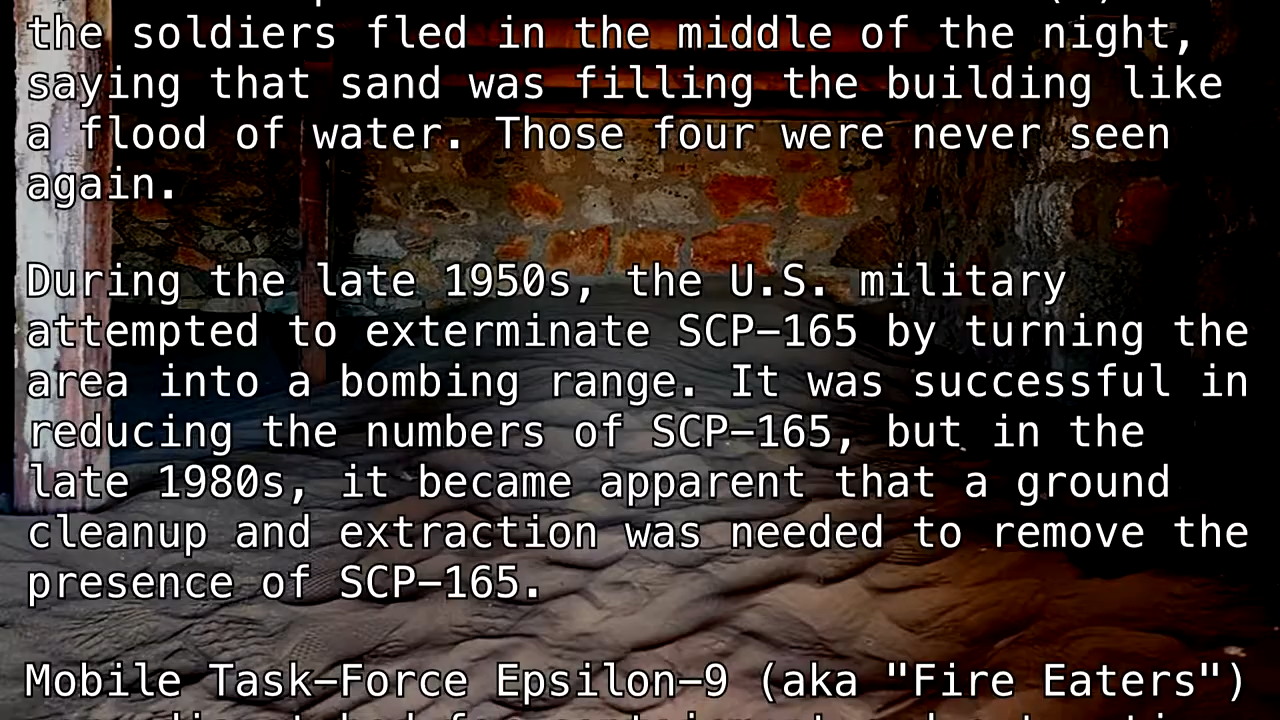 the soldiers fled in the middle of the night,
saying that sand was filling the building like
a flood of water. Those four were never seen
again.
During the late 1950s, the U.S. military
attempted to exterminate SCP-165 by turning the
area into a bombing range. It was successful in
reducing the numbers of SCP-165, but in the
late 1980s, it became apparent that a ground
cleanup and extraction was needed to remove the
presence of SCP-165.
Mobile Task-Force Epsilon-9 (aka "Fire Eaters")